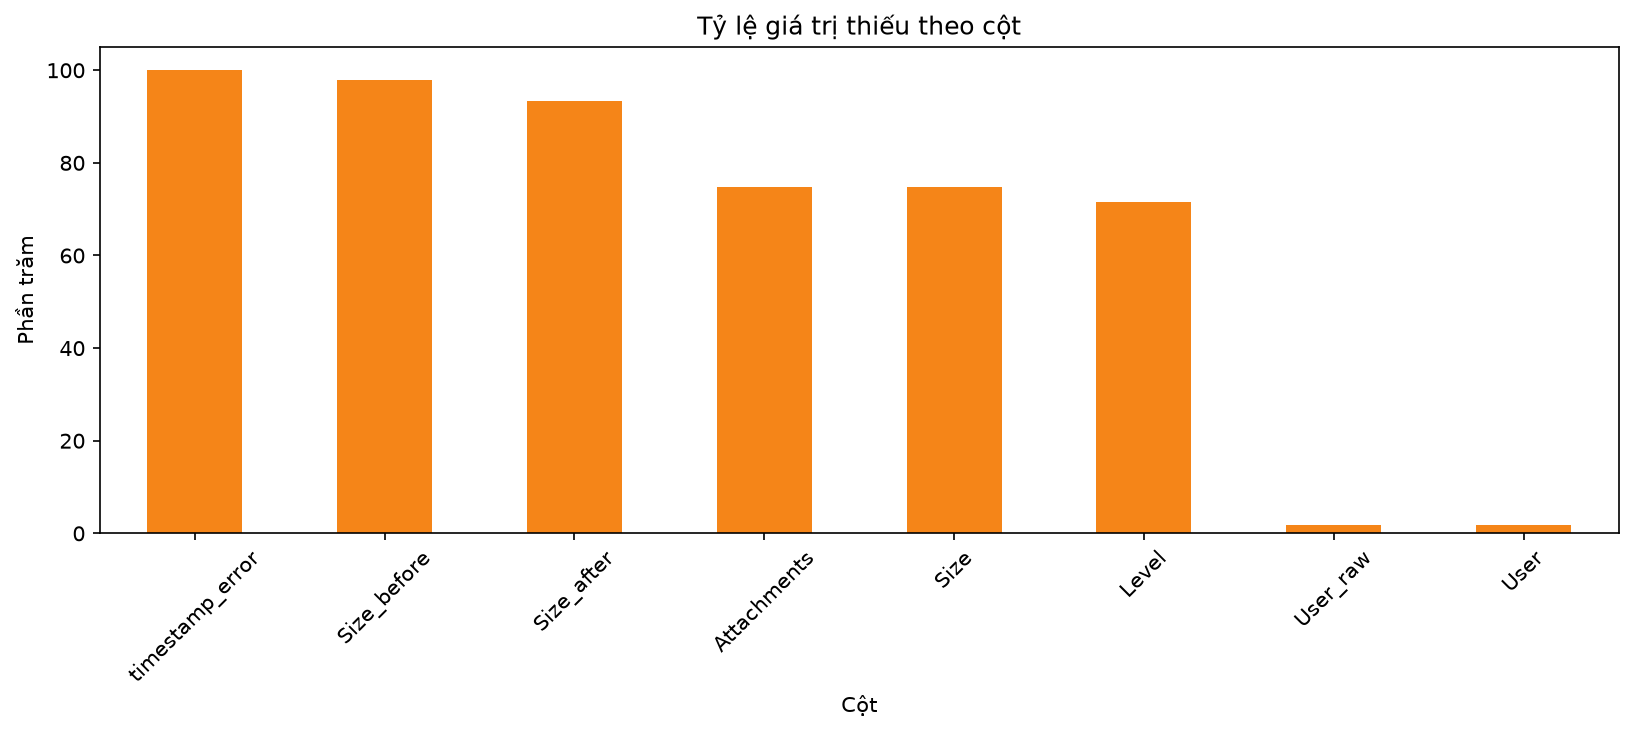 Tỷ lệ giá trị thiếu theo cột
Phần trăm
100
80
60
40
20
0
timestamp_error
Size_before
Size_after
Attachments
Size
Level
User_raw
User
Cột